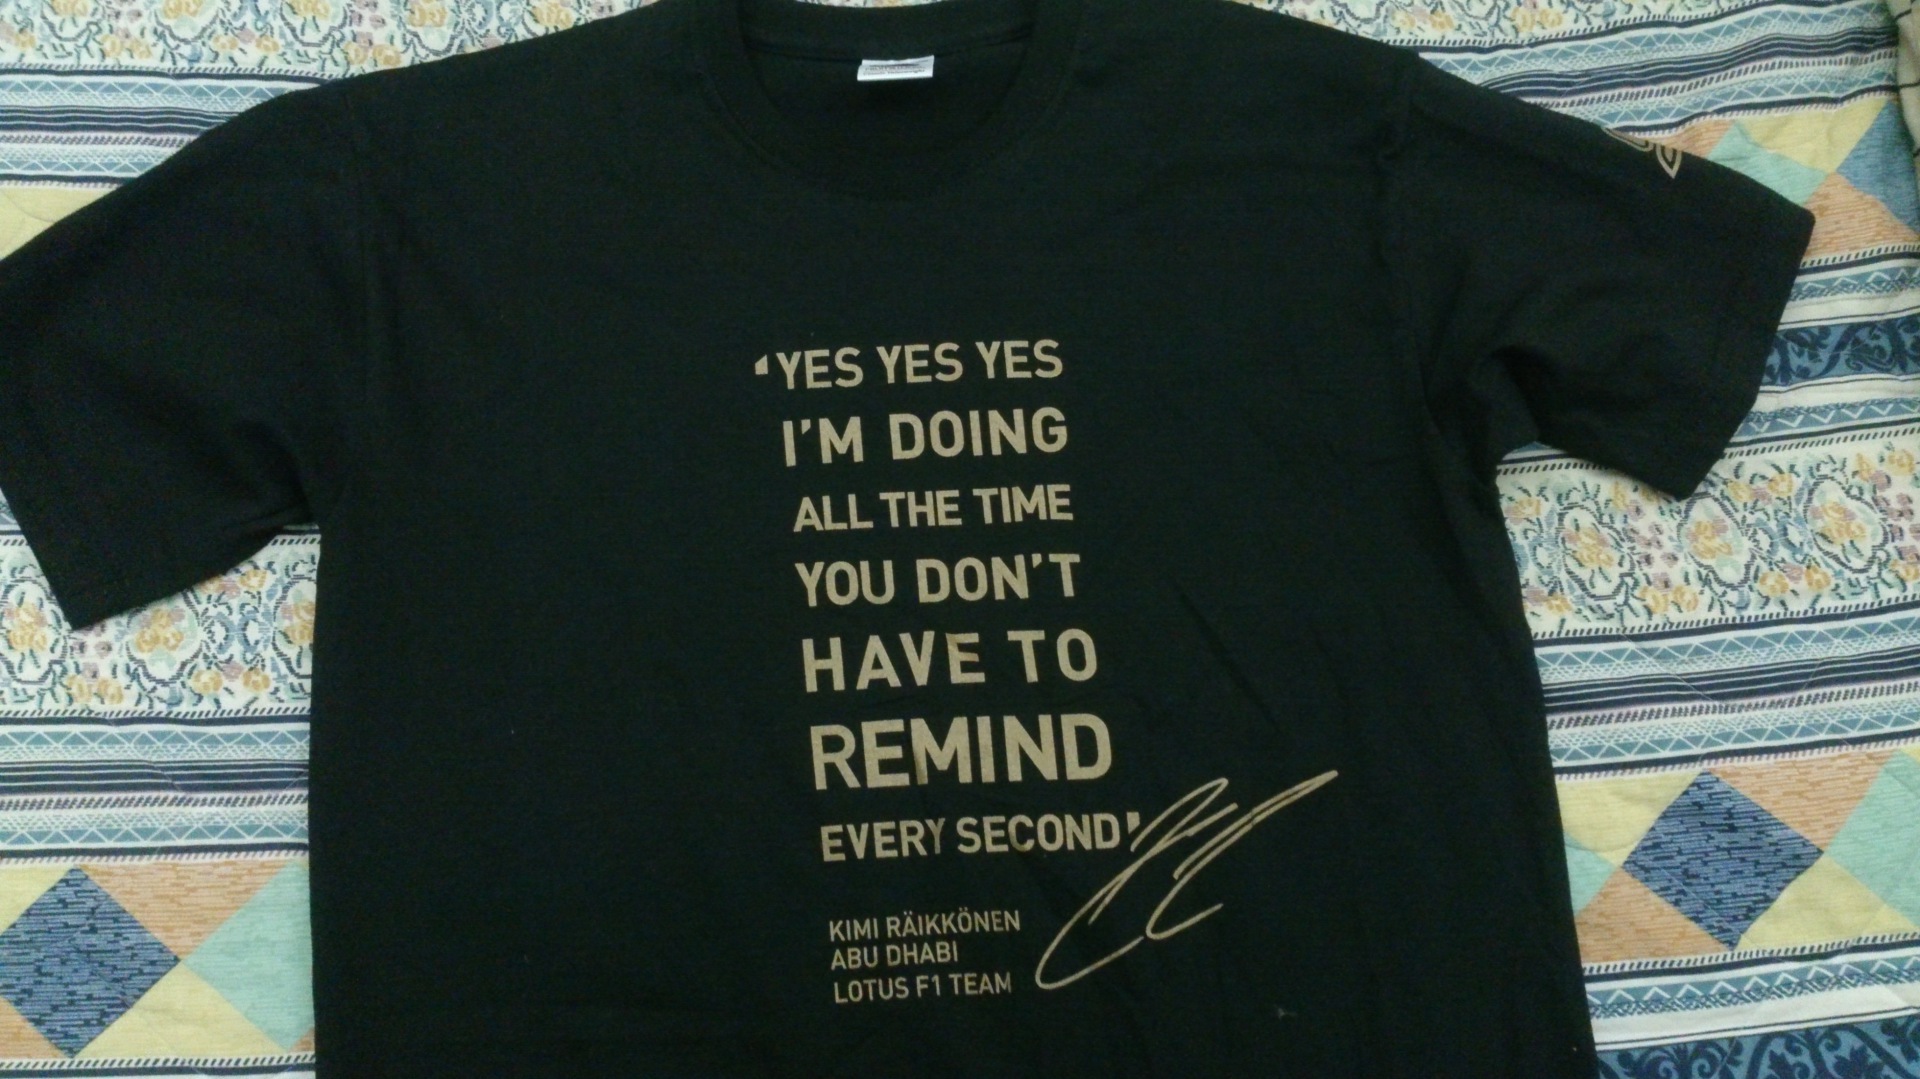 ‘YES YES YES
I’M DOING
ALL THE TIME
YOU DON’T
HAVE TO
REMIND
EVERY SECOND’
KIMI RÄIKKÖNEN
ABU DHABI
LOTUS F1 TEAM